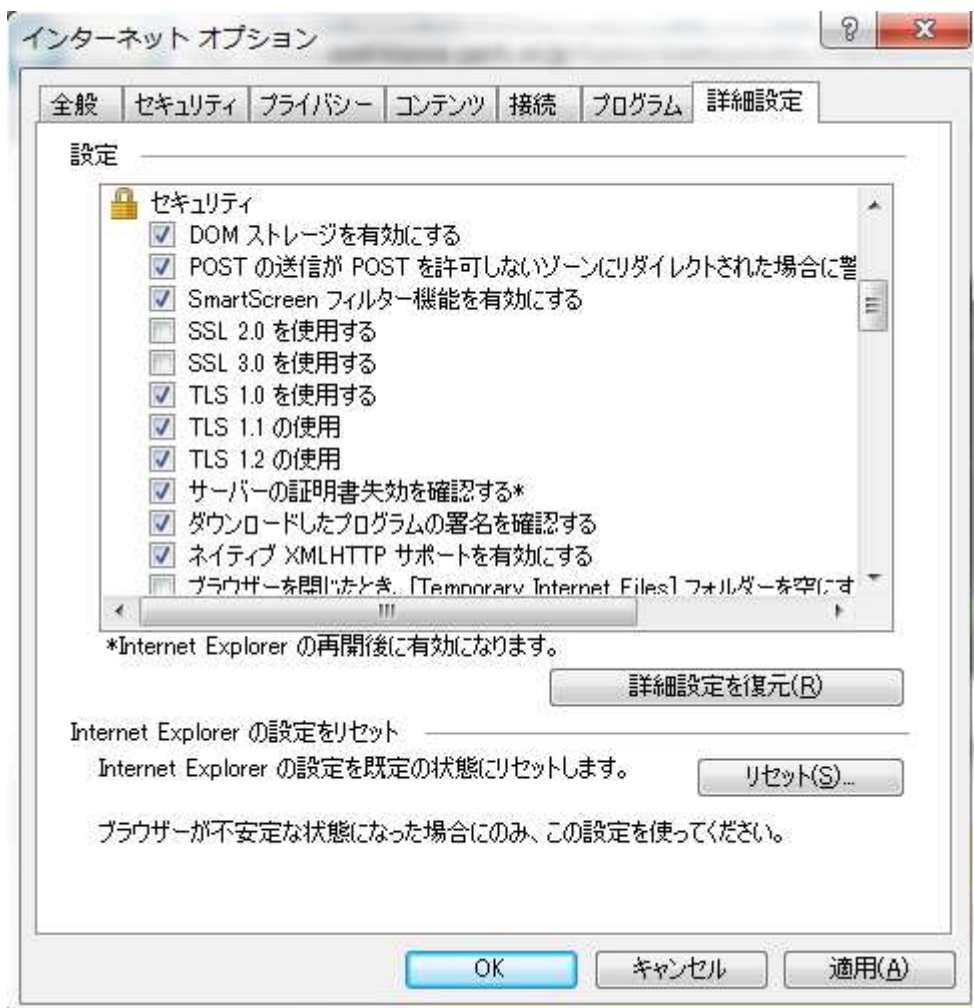 インターネット オプション
全般 セキュリティ プライバシー コンテンツ 接続 プログラム 詳細設定
設定
セキュリティ
DOM ストレージを有効にする
POST の送信が POST を許可しないゾーンにリダイレクトされた場合に警
SmartScreen フィルター機能を有効にする
SSL 2.0 を使用する
SSL 3.0 を使用する
TLS 1.0 を使用する
TLS 1.1 の使用
TLS 1.2 の使用
サーバーの証明書失効を確認する*
ダウンロードしたプログラムの署名を確認する
ネイティブ XMLHTTP サポートを有効にする
ブラウザーを閉じたとき、[Temporary Internet Files] フォルダーを空にす
*Internet Explorer の再開後に有効になります。
詳細設定を復元(R)
Internet Explorer の設定をリセット
Internet Explorer の設定を既定の状態にリセットします。
リセット(S)...
ブラウザーが不安定な状態になった場合にのみ、この設定を使ってください。
OK キャンセル 適用(A)